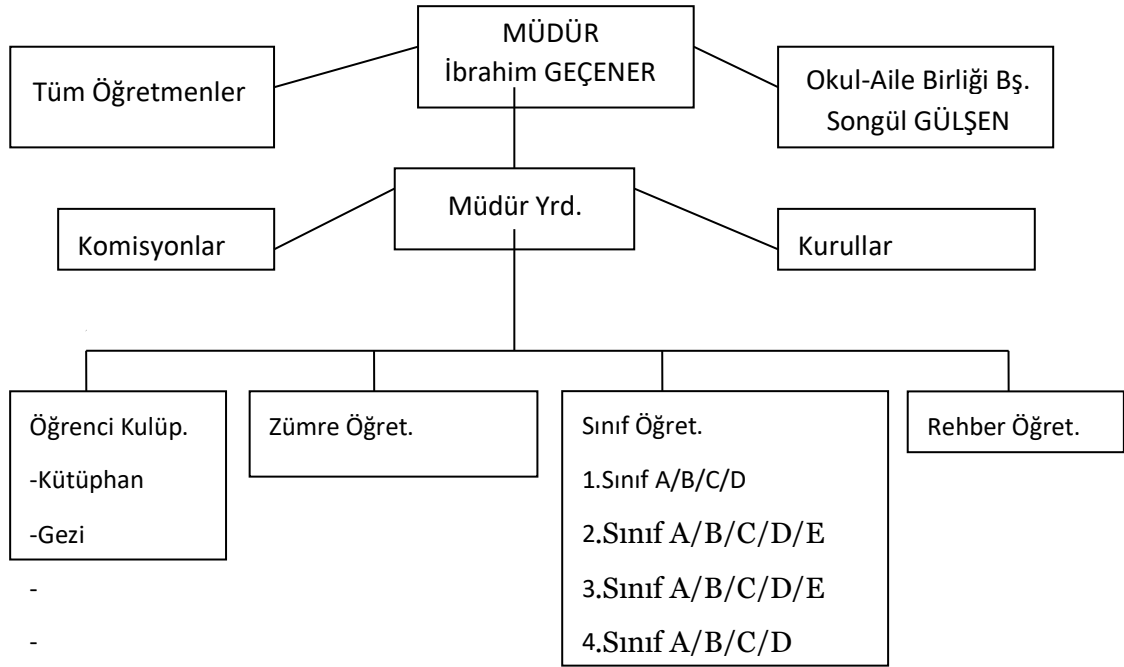 MÜDÜR
İbrahim GEÇENER
Tüm Öğretmenler
Okul-Aile Birliği Bş.
Songül GÜLŞEN
Müdür Yrd.
Komisyonlar
Kurullar
Öğrenci Kulüp.
-Kütüphan
-Gezi
-
-
Zümre Öğret.
Sınıf Öğret.
1.Sınıf A/B/C/D
2.Sınıf A/B/C/D/E
3.Sınıf A/B/C/D/E
4.Sınıf A/B/C/D
Rehber Öğret.